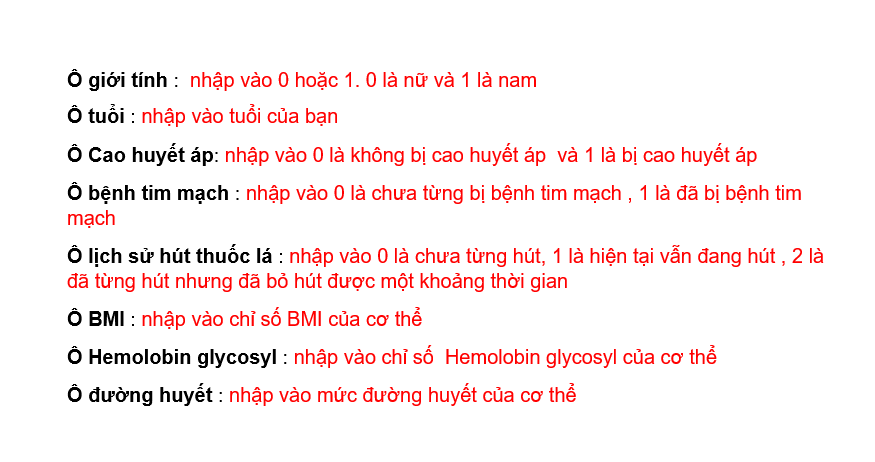 Ô giới tính : nhập vào 0 hoặc 1. 0 là nữ và 1 là nam
Ô tuổi : nhập vào tuổi của bạn
Ô Cao huyết áp: nhập vào 0 là không bị cao huyết áp và 1 là bị cao huyết áp
Ô bệnh tim mạch : nhập vào 0 là chưa từng bị bệnh tim mạch , 1 là đã bị bệnh tim
mạch
Ô lịch sử hút thuốc lá : nhập vào 0 là chưa từng hút, 1 là hiện tại vẫn đang hút , 2 là
đã từng hút nhưng đã bỏ hút được một khoảng thời gian
Ô BMI : nhập vào chỉ số BMI của cơ thể
Ô Hemolobin glycosyl : nhập vào chỉ số Hemolobin glycosyl của cơ thể
Ô đường huyết : nhập vào mức đường huyết của cơ thể